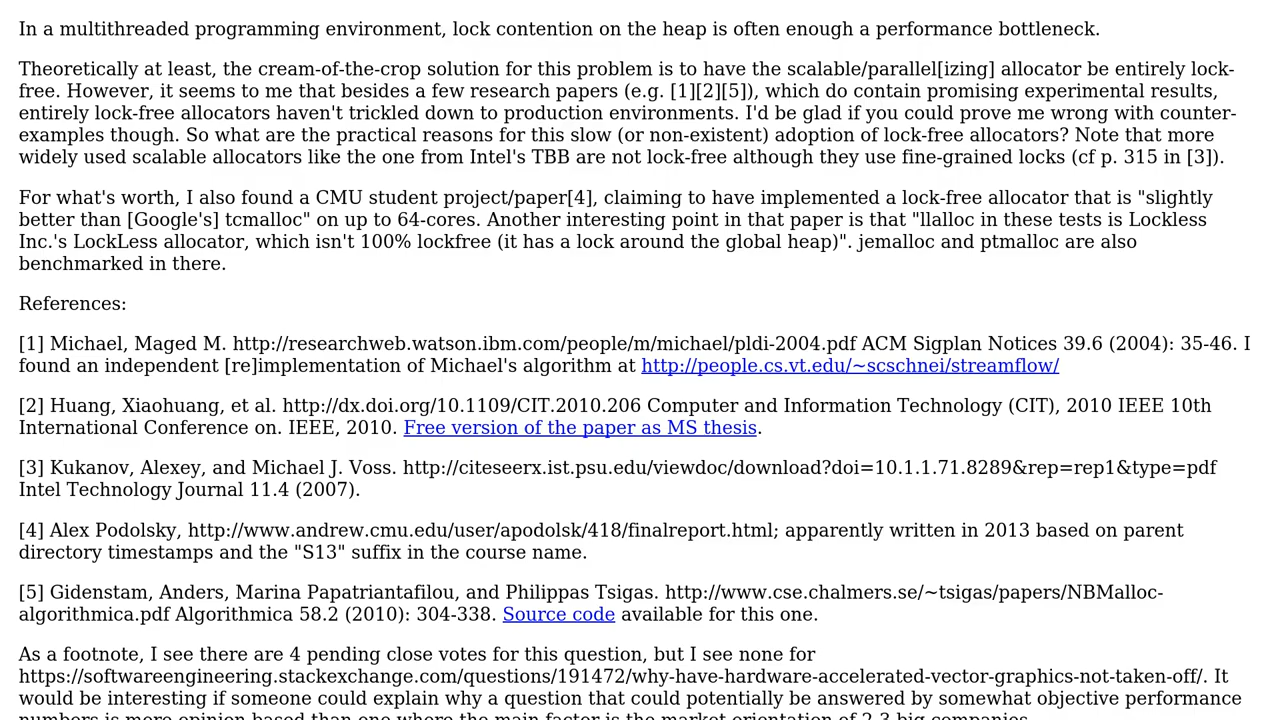 In a multithreaded programming environment, lock contention on the heap is often enough a performance bottleneck.
Theoretically at least, the cream-of-the-crop solution for this problem is to have the scalable/parallel[izing] allocator be entirely lock-
free. However, it seems to me that besides a few research papers (e.g. [1][2][5]), which do contain promising experimental results,
entirely lock-free allocators haven't trickled down to production environments. I'd be glad if you could prove me wrong with counter-
examples though. So what are the practical reasons for this slow (or non-existent) adoption of lock-free allocators? Note that more
widely used scalable allocators like the one from Intel's TBB are not lock-free although they use fine-grained locks (cf p. 315 in [3]).
For what's worth, I also found a CMU student project/paper[4], claiming to have implemented a lock-free allocator that is "slightly
better than [Google's] tcmalloc" on up to 64-cores. Another interesting point in that paper is that "llalloc in these tests is Lockless
Inc.'s LockLess allocator, which isn't 100% lockfree (it has a lock around the global heap)". jemalloc and ptmalloc are also
benchmarked in there.
References:
[1] Michael, Maged M. http://researchweb.watson.ibm.com/people/m/michael/pldi-2004.pdf ACM Sigplan Notices 39.6 (2004): 35-46. I
found an independent [re]implementation of Michael's algorithm at http://people.cs.vt.edu/~scschnei/streamflow/
[2] Huang, Xiaohuang, et al. http://dx.doi.org/10.1109/CIT.2010.206 Computer and Information Technology (CIT), 2010 IEEE 10th
International Conference on. IEEE, 2010. Free version of the paper as MS thesis.
[3] Kukanov, Alexey, and Michael J. Voss. http://citeseerx.ist.psu.edu/viewdoc/download?doi=10.1.1.71.8289&rep=rep1&type=pdf
Intel Technology Journal 11.4 (2007).
[4] Alex Podolsky, http://www.andrew.cmu.edu/user/apodolsk/418/finalreport.html; apparently written in 2013 based on parent
directory timestamps and the "S13" suffix in the course name.
[5] Gidenstam, Anders, Marina Papatriantafilou, and Philippas Tsigas. http://www.cse.chalmers.se/~tsigas/papers/NBMalloc-
algorithmica.pdf Algorithmica 58.2 (2010): 304-338. Source code available for this one.
As a footnote, I see there are 4 pending close votes for this question, but I see none for
https://softwareengineering.stackexchange.com/questions/191472/why-have-hardware-accelerated-vector-graphics-not-taken-off/. It
would be interesting if someone could explain why a question that could potentially be answered by somewhat objective performance
numbers is more opinion based than one where the main factor is the market orientation of 2-3 big companies.